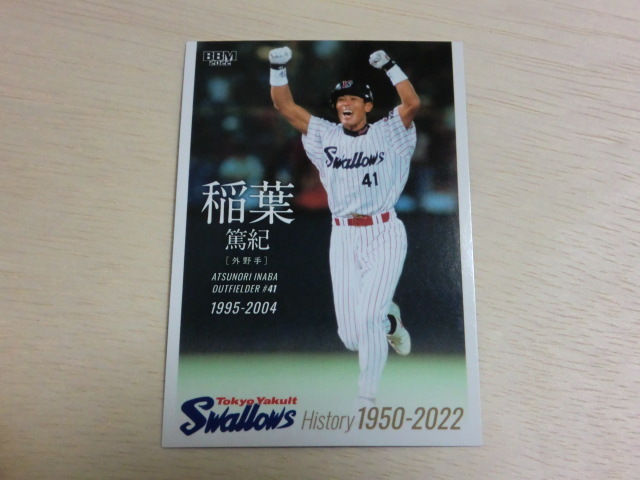 BBM
2022
Swallows
41
稲葉
篤紀
[外野手]
ATSUNORI INABA
OUTFIELDER #41
1995-2004
Tokyo Yakult
Swallows History 1950-2022